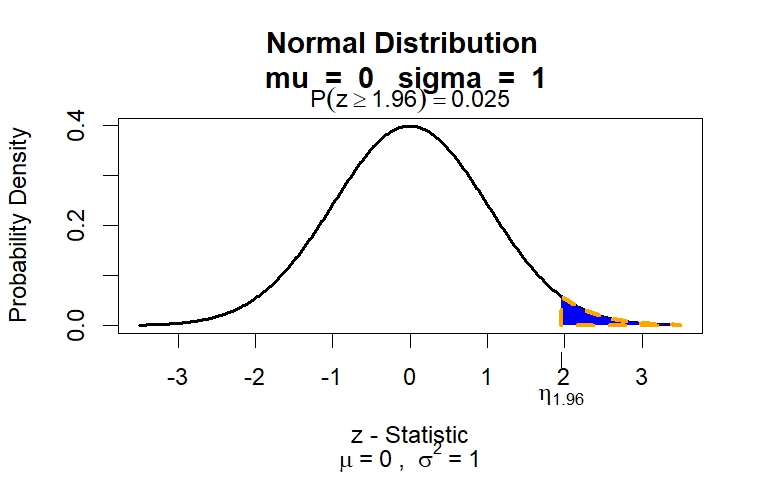 Normal Distribution
mu = 0 sigma = 1
P(z ≥ 1.96) = 0.025
Probability Density
0.4
0.2
0.0
-3 -2 -1 0 1 2 3
η1.96
z - Statistic
μ = 0 , σ² = 1